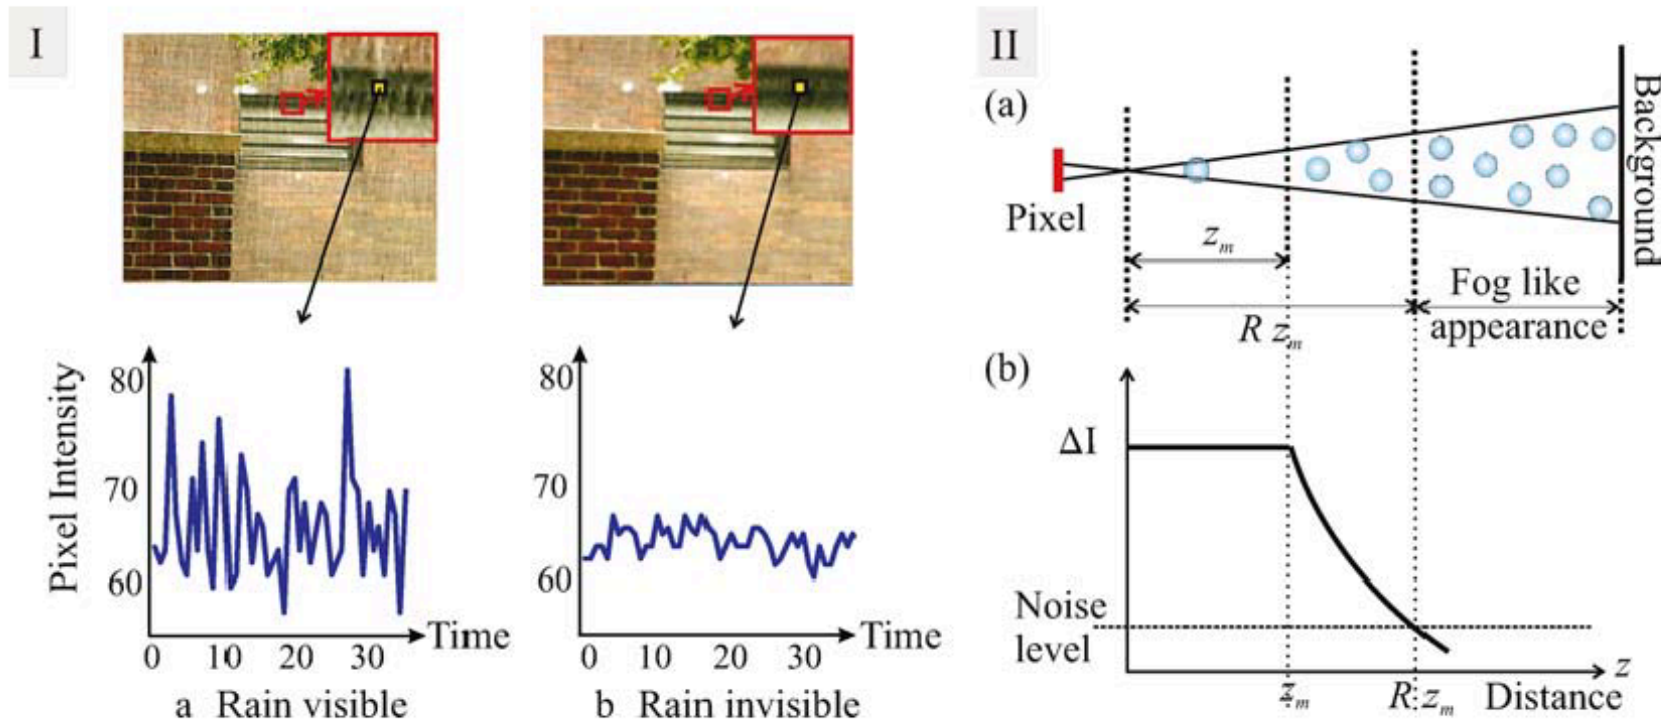 I
80
70
60
Pixel Intensity
0 10 20 30
Time
a Rain visible
80
70
60
0 10 20 30
Time
b Rain invisible
II
(a)
Pixel
z_m
R z_m
Fog like
appearance
Background
(b)
ΔI
Noise
level
z_m
R z_m
Distance
z